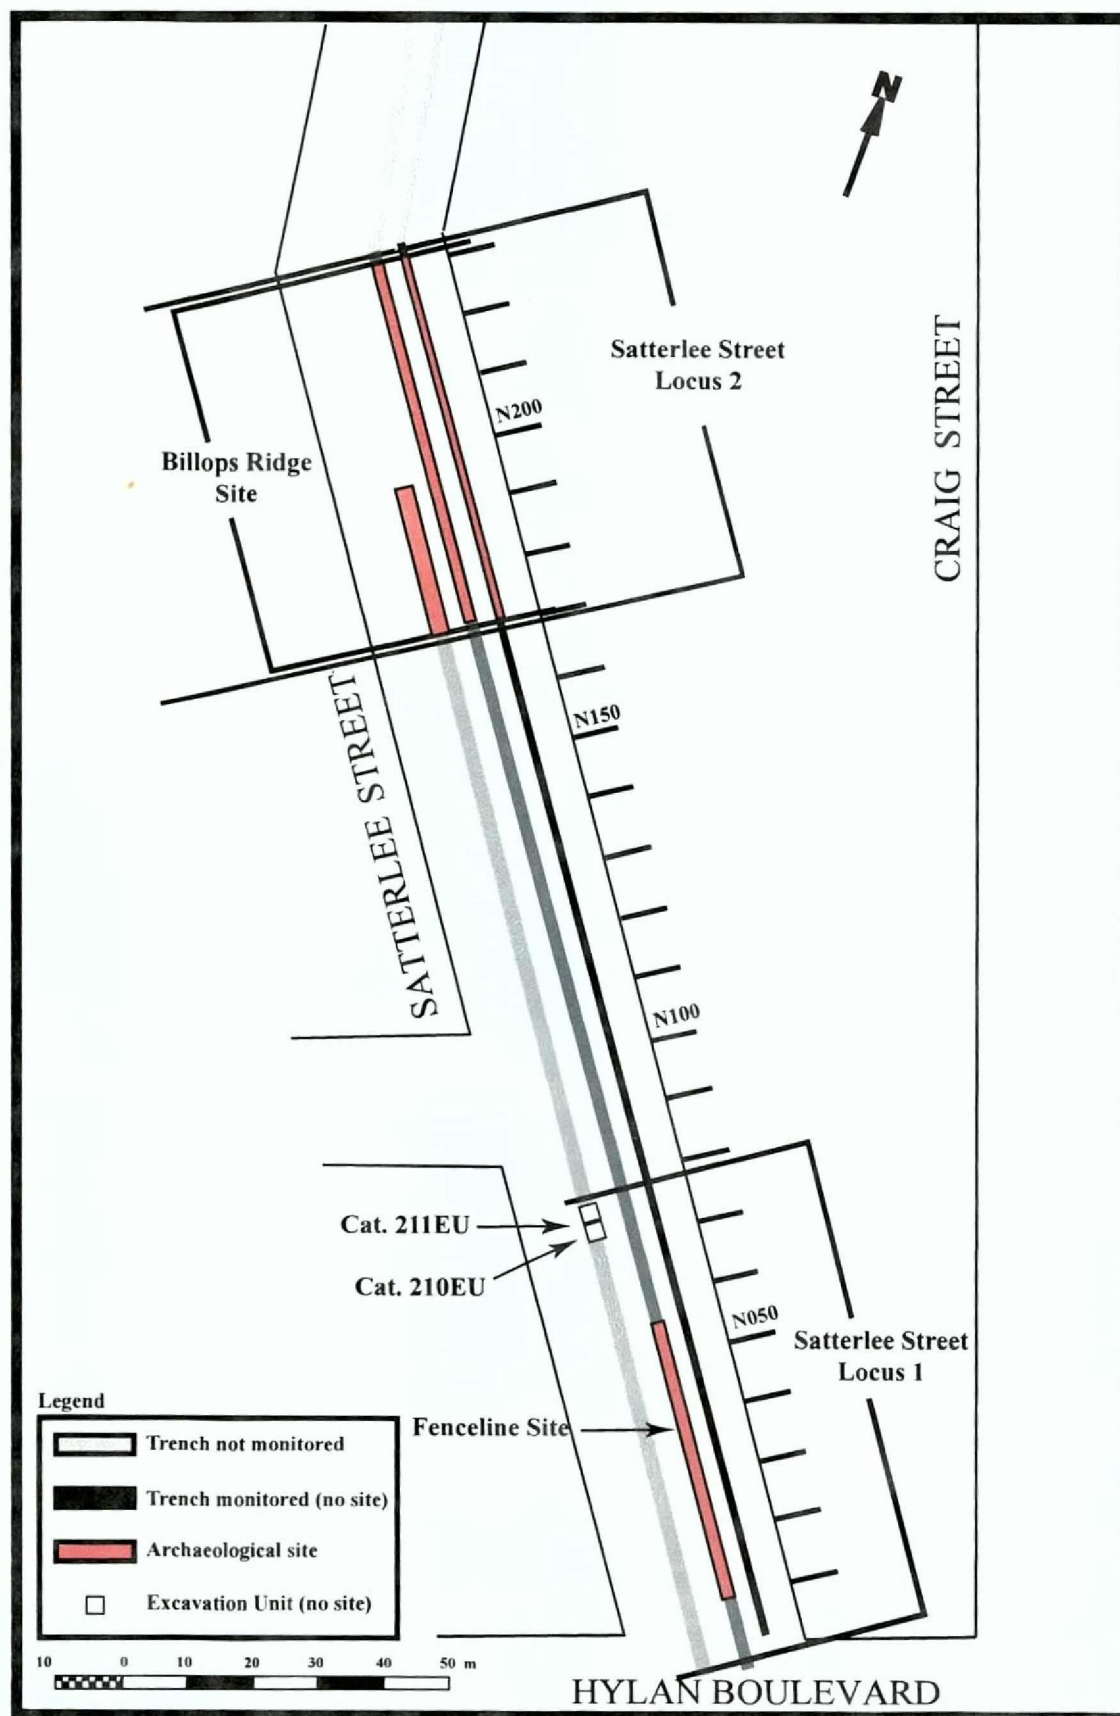 N
Satterlee Street
Locus 2
CRAIG STREET
N200
Billops Ridge
Site
N150
SATTERLEE STREET
N100
Cat. 211EU
Cat. 210EU
N050
Satterlee Street
Locus 1
Fenceline Site
Legend
Trench not monitored
Trench monitored (no site)
Archaeological site
Excavation Unit (no site)
10 0 10 20 30 40 50 m
HYLAN BOULEVARD